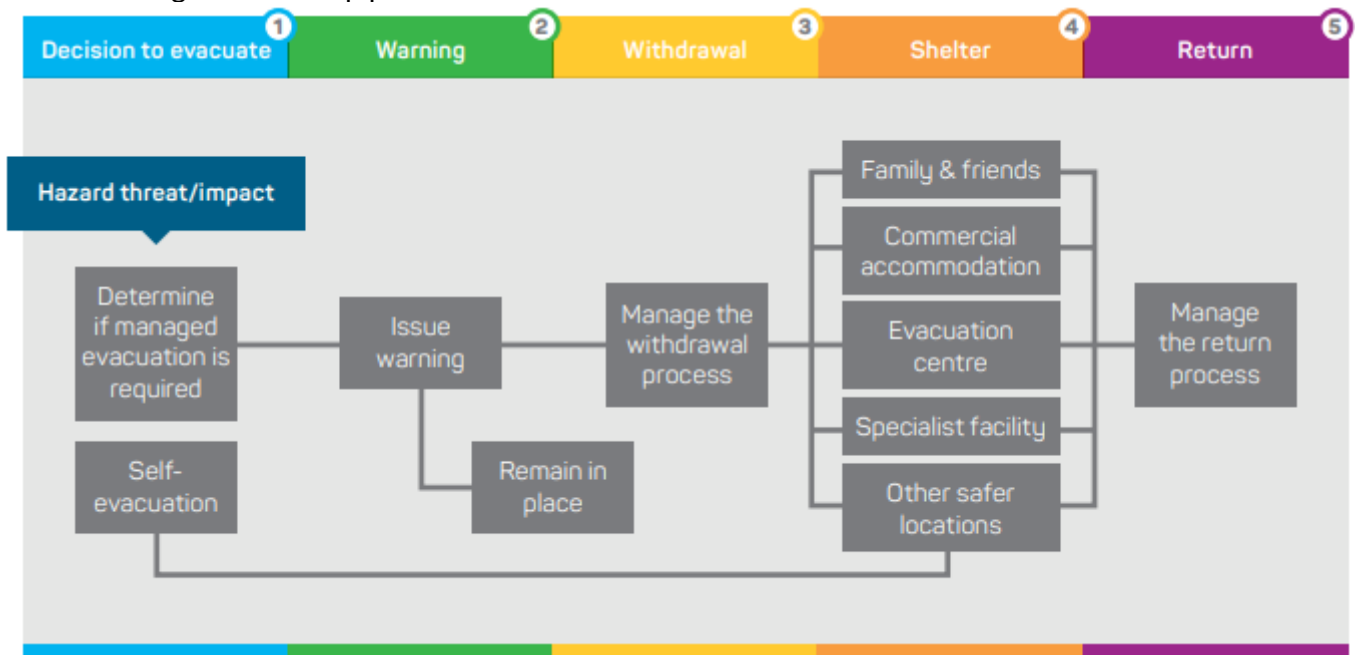 Decision to evacuate 1
Warning 2
Withdrawal 3
Shelter 4
Return 5
Hazard threat/impact
Determine
if managed
evacuation is
required
Self-
evacuation
Issue
warning
Remain in
place
Manage the
withdrawal
process
Family & friends
Commercial
accommodation
Evacuation
centre
Specialist facility
Other safer
locations
Manage
the return
process